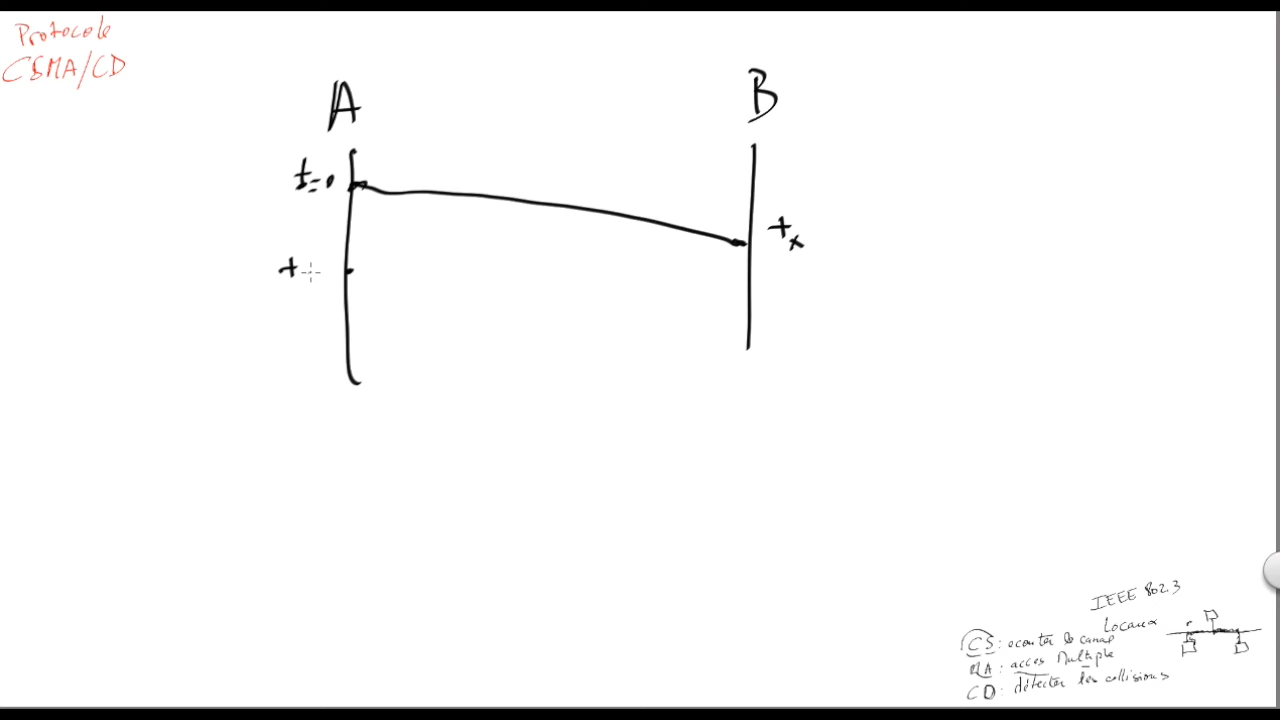 Protocole
CSMA/CD
A
B
t=0
tx
t
IEEE 802.3
Locaux
CS: ecouter le canal
MA: acces Multiple
CD: détecter les collisions